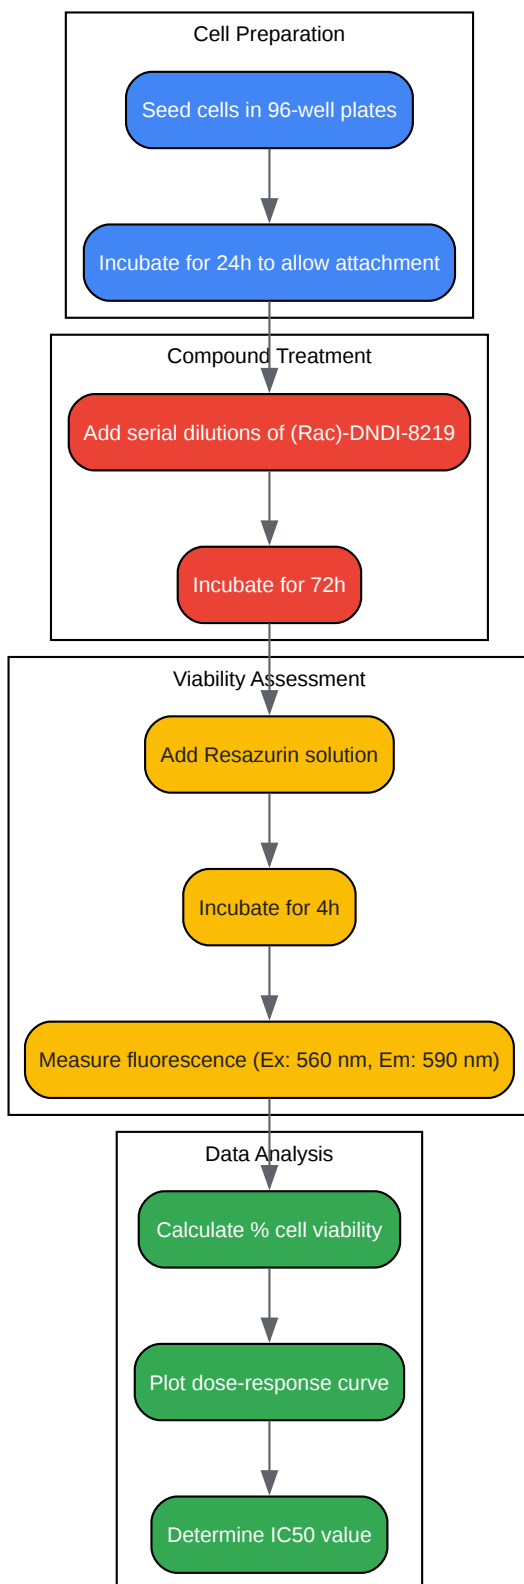 Cell Preparation
Seed cells in 96-well plates
Incubate for 24h to allow attachment
Compound Treatment
Add serial dilutions of (Rac)-DNDI-8219
Incubate for 72h
Viability Assessment
Add Resazurin solution
Incubate for 4h
Measure fluorescence (Ex: 560 nm, Em: 590 nm)
Data Analysis
Calculate % cell viability
Plot dose-response curve
Determine IC50 value